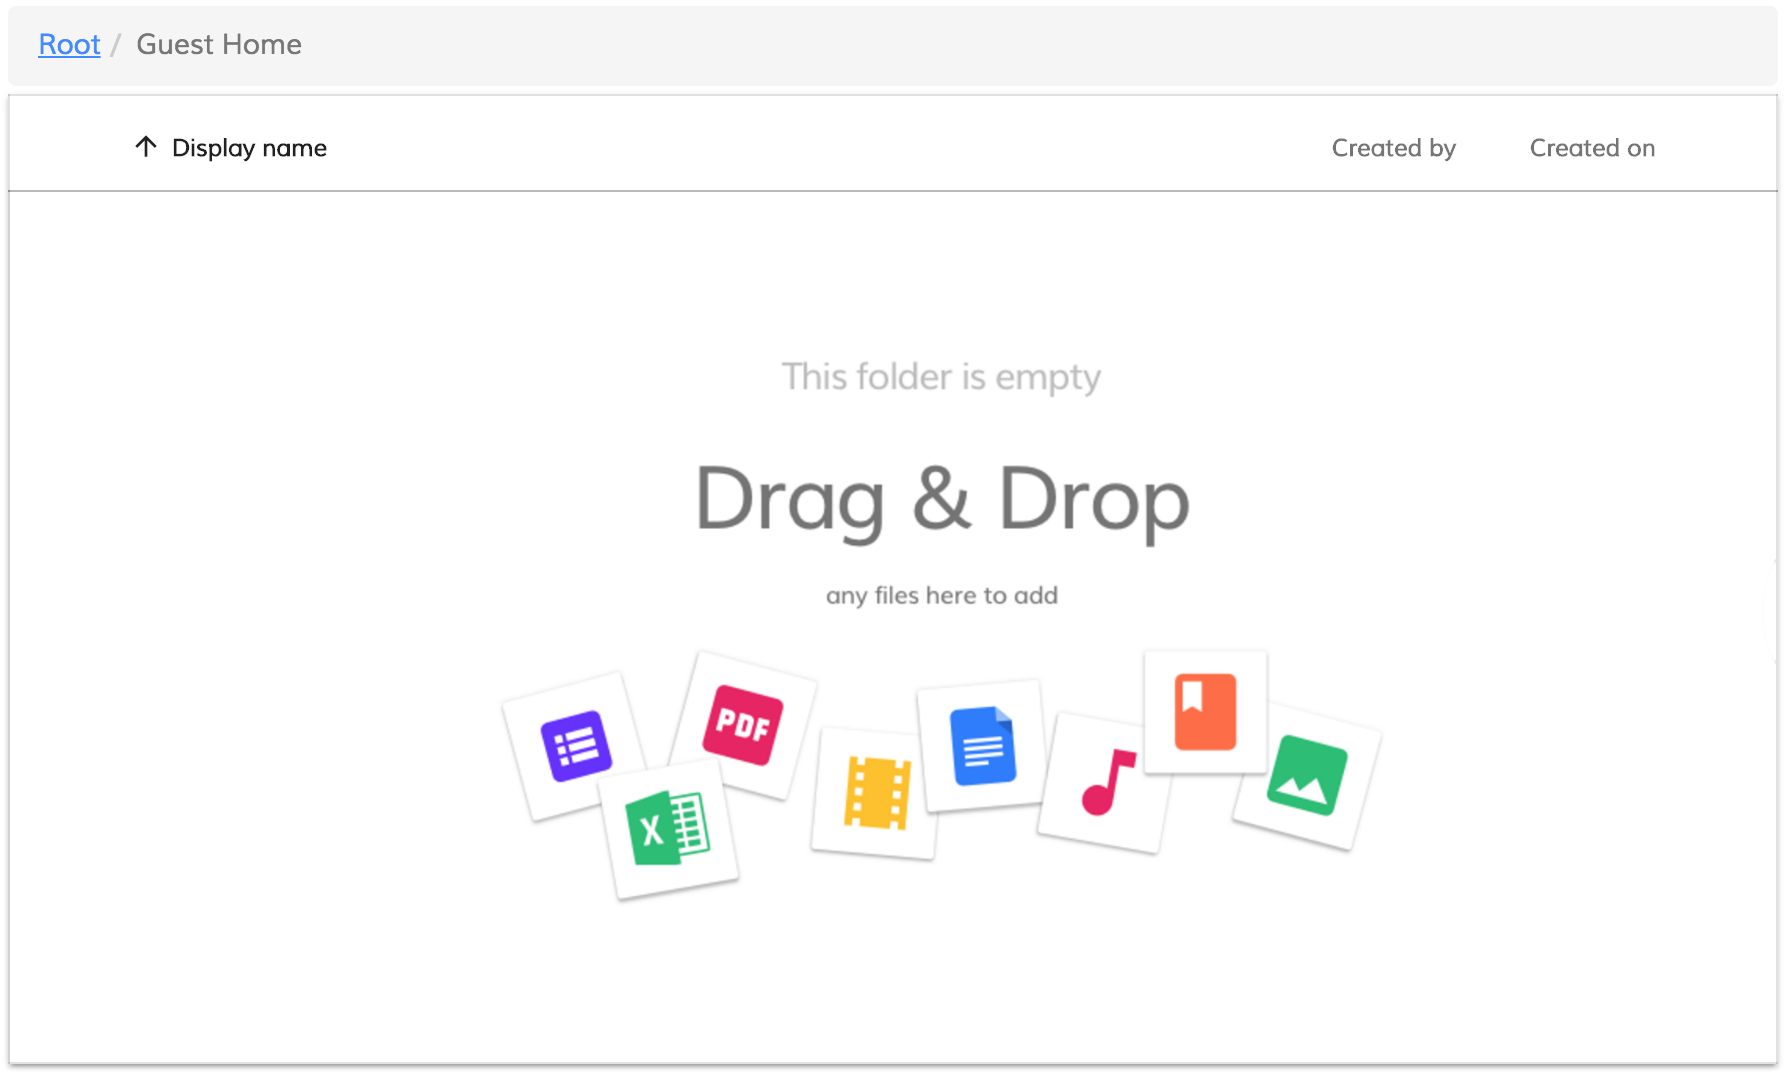 Root / Guest Home
Display name Created by Created on
This folder is empty
Drag & Drop
any files here to add
PDF
X